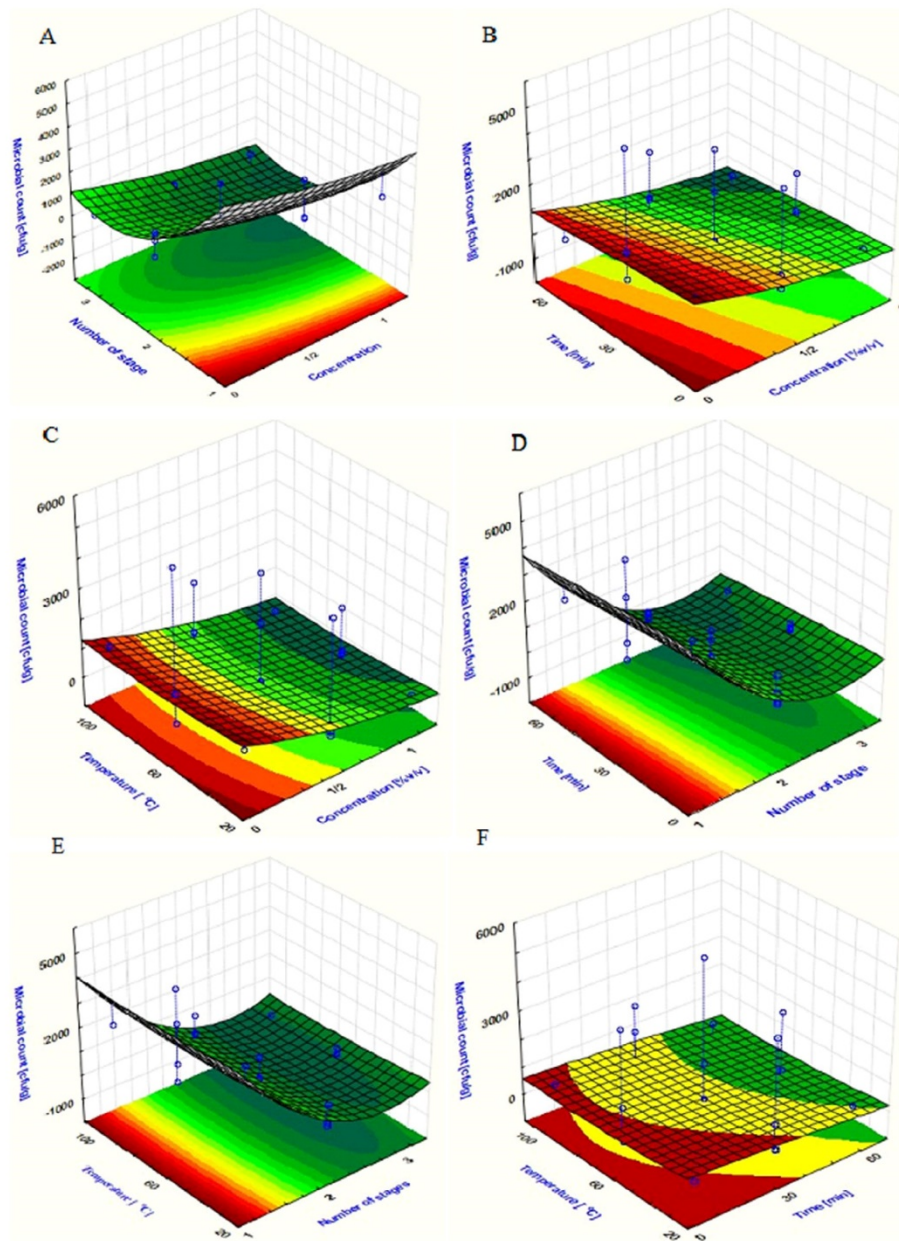 A
B
6000
5000
4000
3000
2000
1000
0
-1000
-2000
Microbial count [cfu/g]
3
2
1
Number of stage
0
1/2
1
Concentration
5000
2000
-1000
Microbial count [cfu/g]
60
30
0
Time [min]
0
1/2
Concentration [%v/v]
C
D
6000
3000
0
Microbial count [cfu/g]
100
60
20
Temperature [ °C]
0
1/2
1
Concentration [%v/v]
5000
2000
-1000
Microbial count [cfu/g]
60
30
0
Time [min]
1
2
3
Number of stage
E
F
5000
2000
-1000
Microbial count [cfu/g]
100
60
20
Temperature [ °C]
1
2
3
Number of stages
6000
3000
0
Microbial count [cfu/g]
100
60
20
Temperature [ °C]
0
30
60
Time [min]